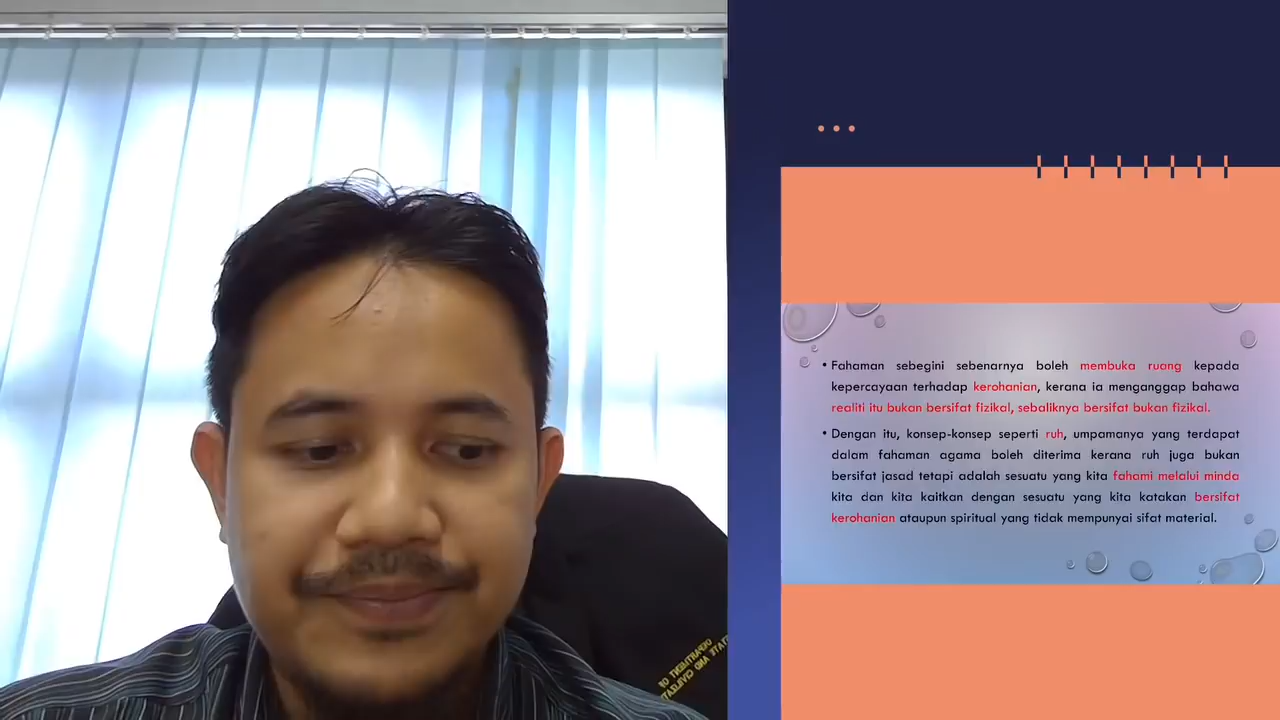 • Fahaman sebegini sebenarnya boleh membuka ruang kepada
kepercayaan terhadap kerohanian, kerana ia menganggap bahawa
realiti itu bukan bersifat fizikal, sebaliknya bersifat bukan fizikal.
• Dengan itu, konsep-konsep seperti ruh, umpamanya yang terdapat
dalam fahaman agama boleh diterima kerana ruh juga bukan
bersifat jasad tetapi adalah sesuatu yang kita fahami melalui minda
kita dan kita kaitkan dengan sesuatu yang kita katakan bersifat
kerohanian ataupun spiritual yang tidak mempunyai sifat material.
DEPARTMENT OF